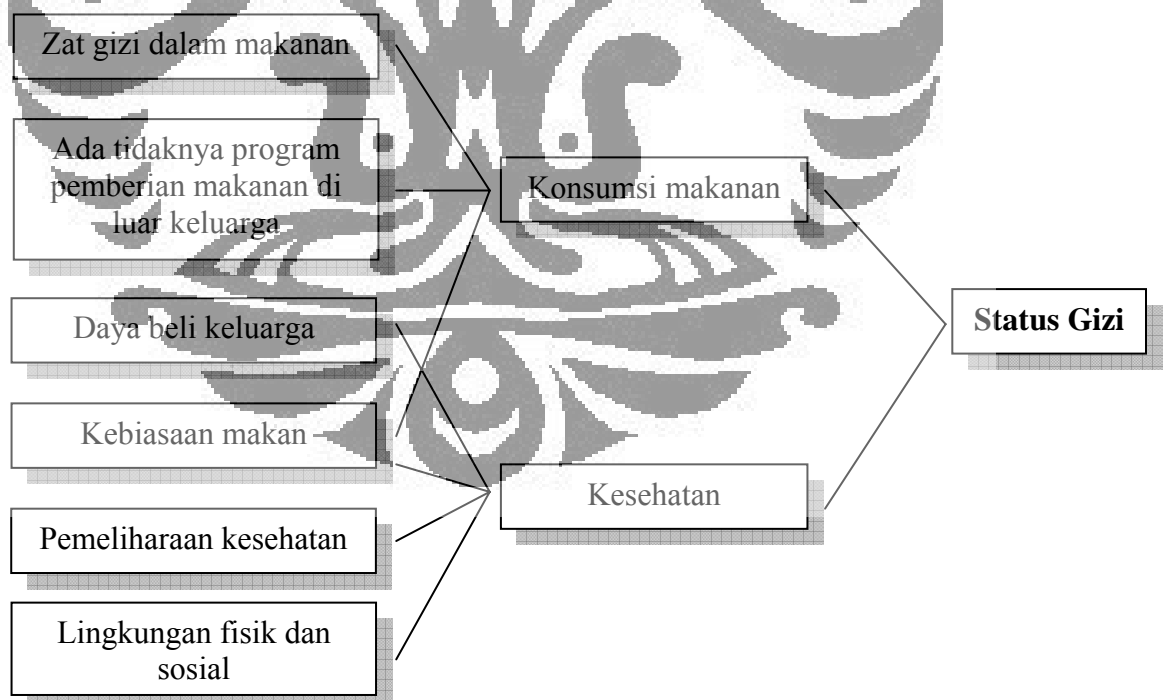 Zat gizi dalam makanan
Ada tidaknya program
pemberian makanan di
luar keluarga
Konsumsi makanan
Daya beli keluarga
Status Gizi
Kebiasaan makan
Kesehatan
Pemeliharaan kesehatan
Lingkungan fisik dan
sosial